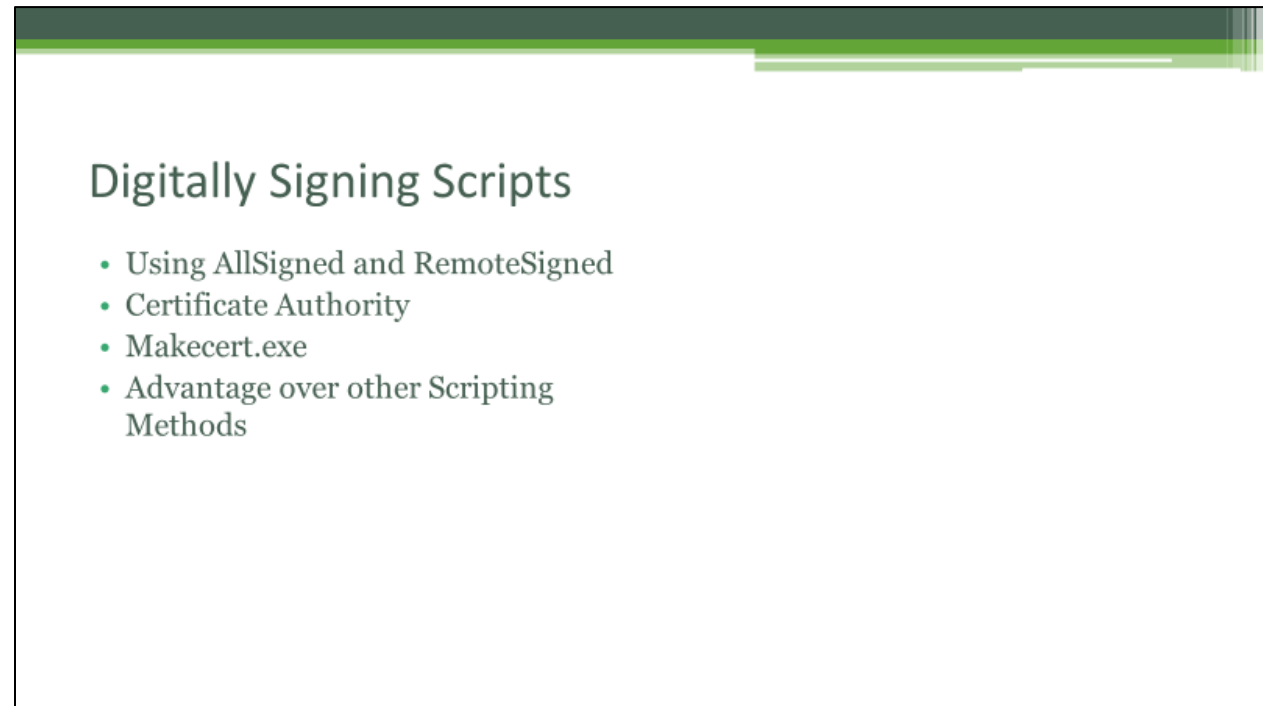 Digitally Signing Scripts
• Using AllSigned and RemoteSigned
• Certificate Authority
• Makecert.exe
• Advantage over other Scripting
Methods